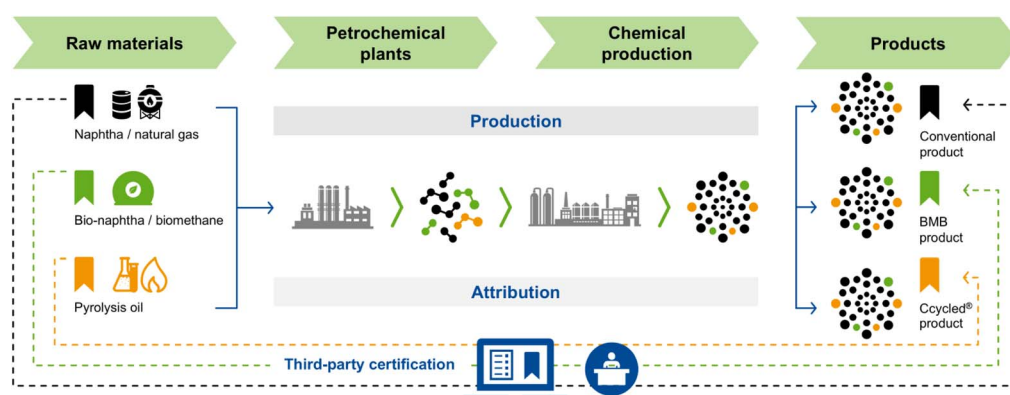 Raw materials
Petrochemical
plants
Chemical
production
Products
Naphtha / natural gas
Production
Conventional
product
Bio-naphtha / biomethane
BMB
product
Pyrolysis oil
Attribution
Ccycled®
product
Third-party certification